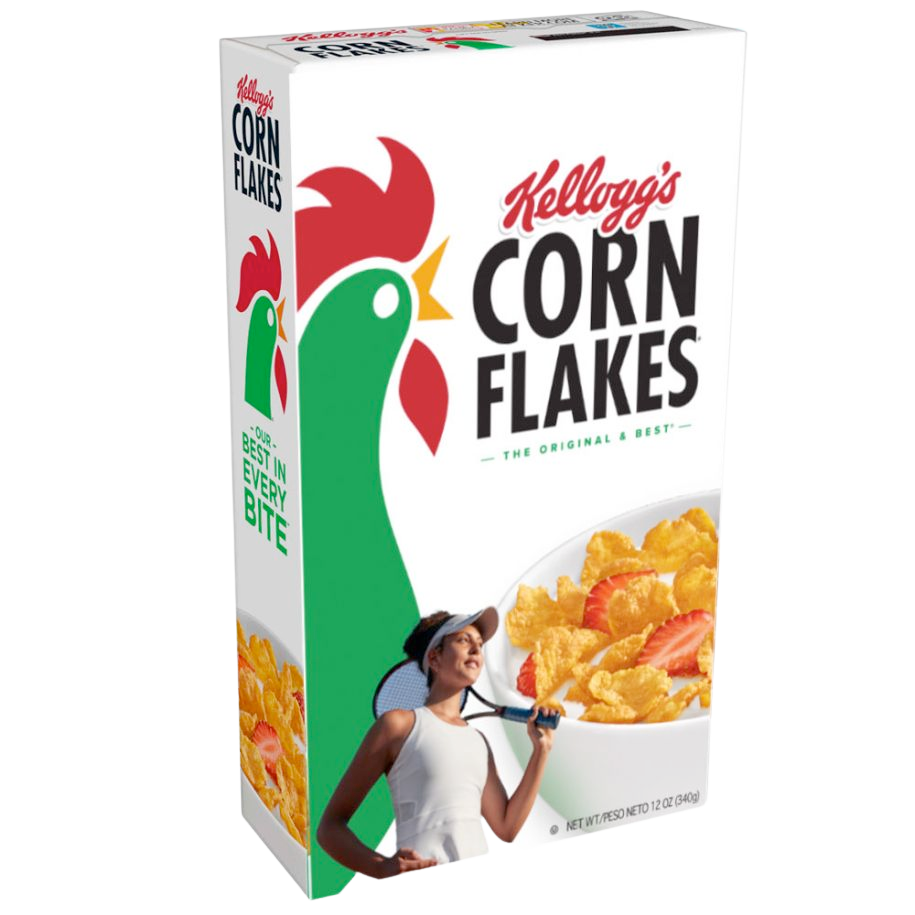 Kellogg's
CORN
FLAKES
Kellogg's
CORN
FLAKES
- OUR -
BEST IN
EVERY
BITE
Kellogg's
CORN
FLAKES
— THE ORIGINAL & BEST® —
NET WT/PESO NETO 12 OZ (340g)